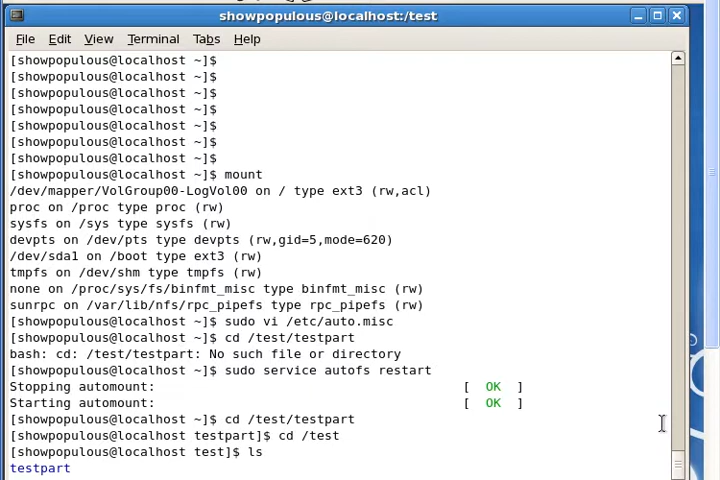 showpopulous@localhost:/test
File Edit View Terminal Tabs Help
[showpopulous@localhost ~]$
[showpopulous@localhost ~]$
[showpopulous@localhost ~]$
[showpopulous@localhost ~]$
[showpopulous@localhost ~]$
[showpopulous@localhost ~]$
[showpopulous@localhost ~]$
[showpopulous@localhost ~]$ mount
/dev/mapper/VolGroup00-LogVol00 on / type ext3 (rw,acl)
proc on /proc type proc (rw)
sysfs on /sys type sysfs (rw)
devpts on /dev/pts type devpts (rw,gid=5,mode=620)
/dev/sda1 on /boot type ext3 (rw)
tmpfs on /dev/shm type tmpfs (rw)
none on /proc/sys/fs/binfmt_misc type binfmt_misc (rw)
sunrpc on /var/lib/nfs/rpc_pipefs type rpc_pipefs (rw)
[showpopulous@localhost ~]$ sudo vi /etc/auto.misc
[showpopulous@localhost ~]$ cd /test/testpart
bash: cd: /test/testpart: No such file or directory
[showpopulous@localhost ~]$ sudo service autofs restart
Stopping automount: [ OK ]
Starting automount: [ OK ]
[showpopulous@localhost ~]$ cd /test/testpart
[showpopulous@localhost testpart]$ cd /test
[showpopulous@localhost test]$ ls
testpart